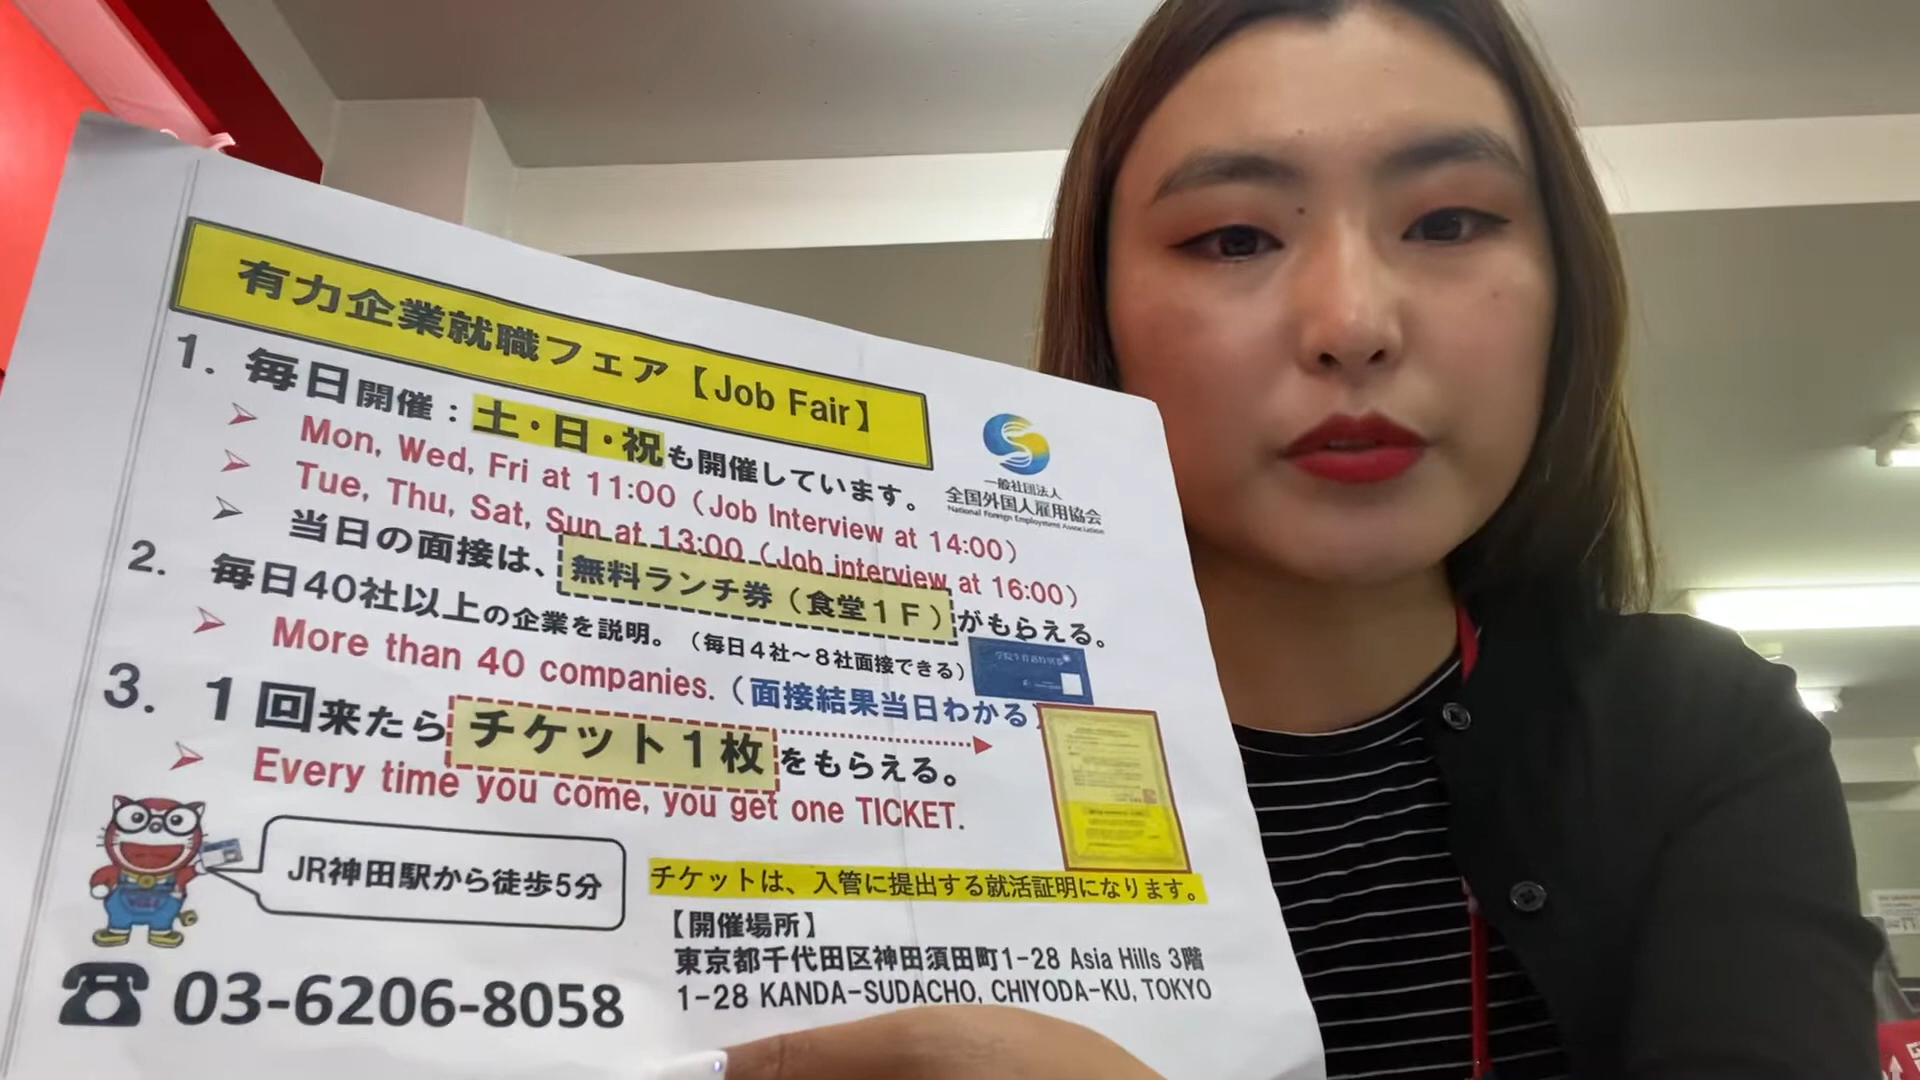 有力企業就職フェア【Job Fair】
1. 毎日開催：土・日・祝も開催しています。
Mon, Wed, Fri at 11:00 (Job Interview at 14:00)
Tue, Thu, Sat, Sun at 13:00 (Job interview at 16:00)
当日の面接は、無料ランチ券（食堂１Ｆ）がもらえる。
2. 毎日40社以上の企業を説明。（毎日４社～８社面接できる）
More than 40 companies.（面接結果当日わかる）
3. １回来たらチケット１枚をもらえる。
Every time you come, you get one TICKET.
一般社団法人
全国外国人雇用協会
National Foreign Employment Association
JR神田駅から徒歩5分
03-6206-8058
チケットは、入管に提出する就活証明になります。
【開催場所】
東京都千代田区神田須田町1-28 Asia Hills 3階
1-28 KANDA-SUDACHO, CHIYODA-KU, TOKYO